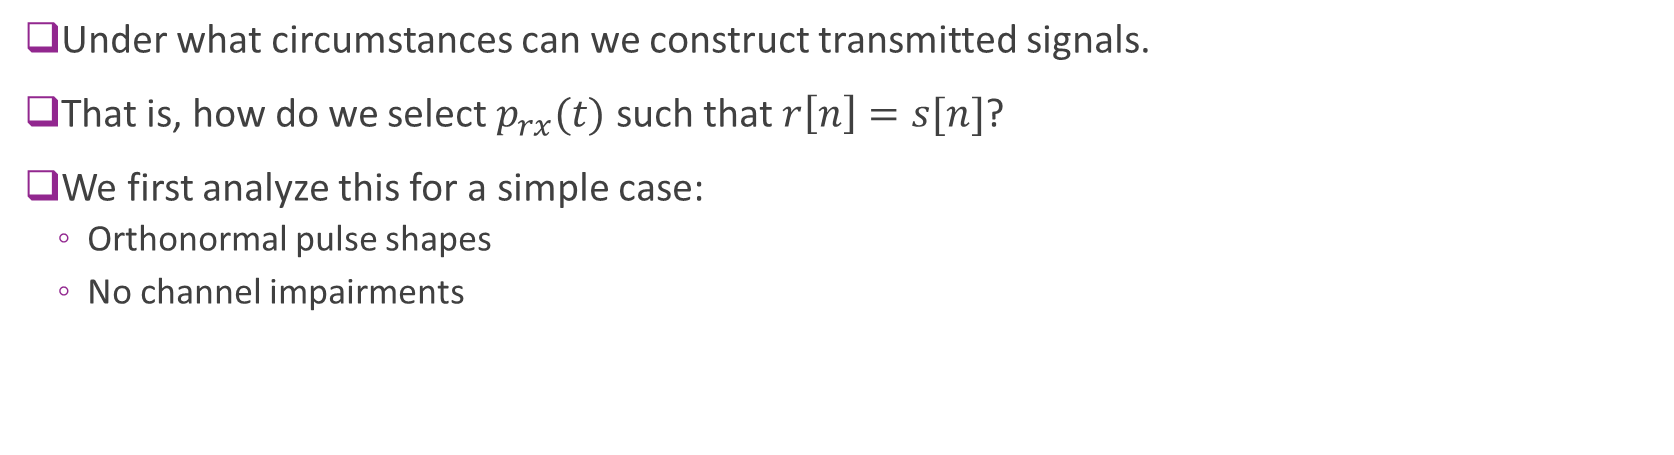 ❑Under what circumstances can we construct transmitted signals.
❑That is, how do we select $p_{rx}(t)$ such that $r[n] = s[n]$?
❑We first analyze this for a simple case:
◦ Orthonormal pulse shapes
◦ No channel impairments